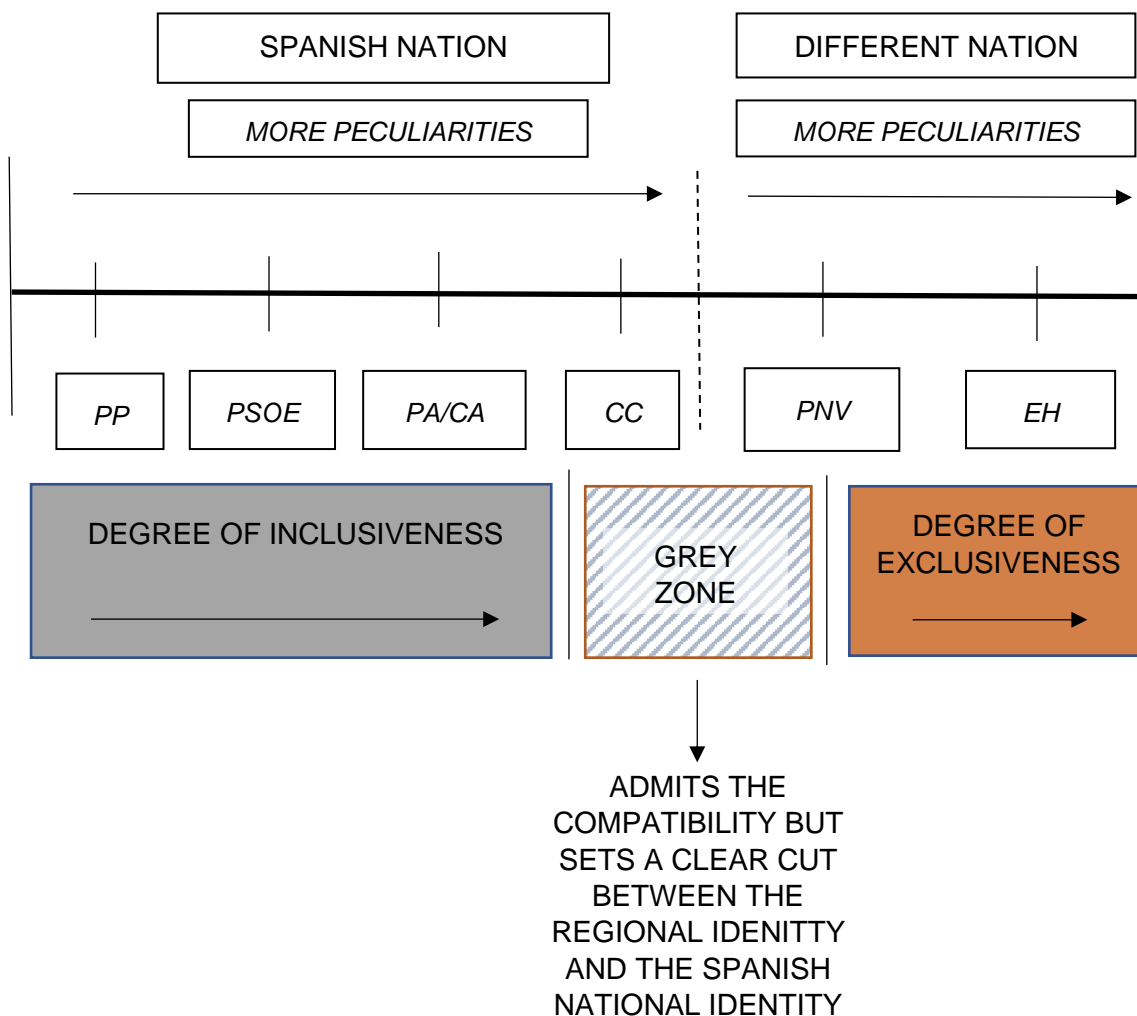 SPANISH NATION
DIFFERENT NATION
MORE PECULIARITIES
MORE PECULIARITIES
PP
PSOE
PA/CA
CC
PNV
EH
DEGREE OF INCLUSIVENESS
GREY
ZONE
DEGREE OF
EXCLUSIVENESS
ADMITS THE
COMPATIBILITY BUT
SETS A CLEAR CUT
BETWEEN THE
REGIONAL IDENITTY
AND THE SPANISH
NATIONAL IDENTITY